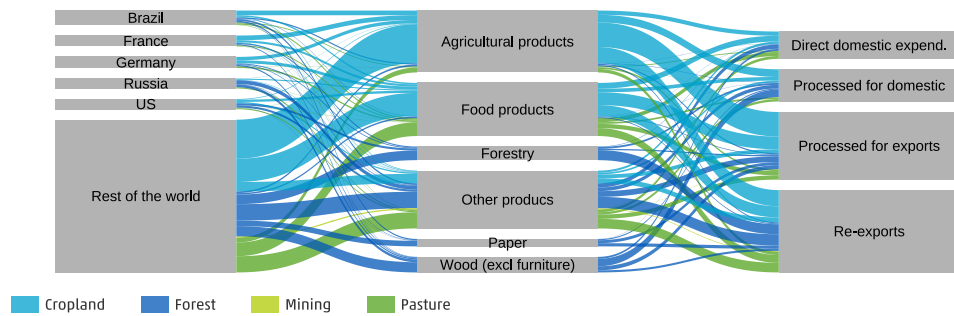 Brazil
France
Germany
Russia
US
Rest of the world
Agricultural products
Food products
Forestry
Other producs
Paper
Wood (excl furniture)
Direct domestic expend.
Processed for domestic
Processed for exports
Re-exports
Cropland
Forest
Mining
Pasture